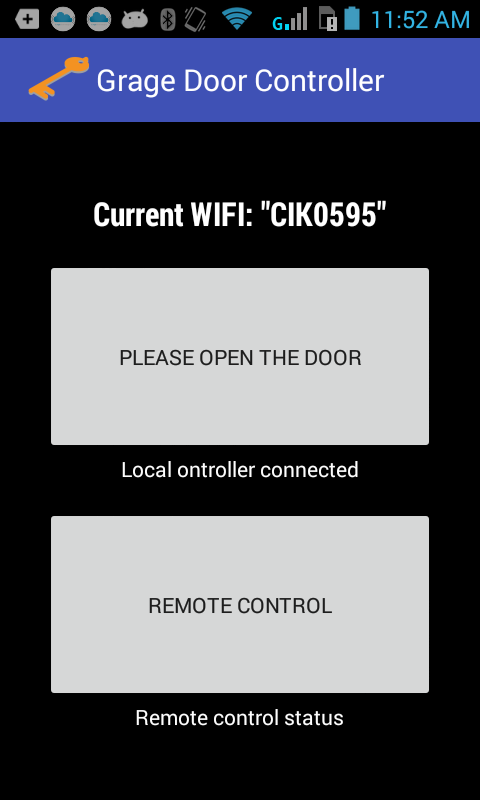 G 11:52 AM
Grage Door Controller
Current WIFI: "CIK0595"
PLEASE OPEN THE DOOR
Local ontroller connected
REMOTE CONTROL
Remote control status